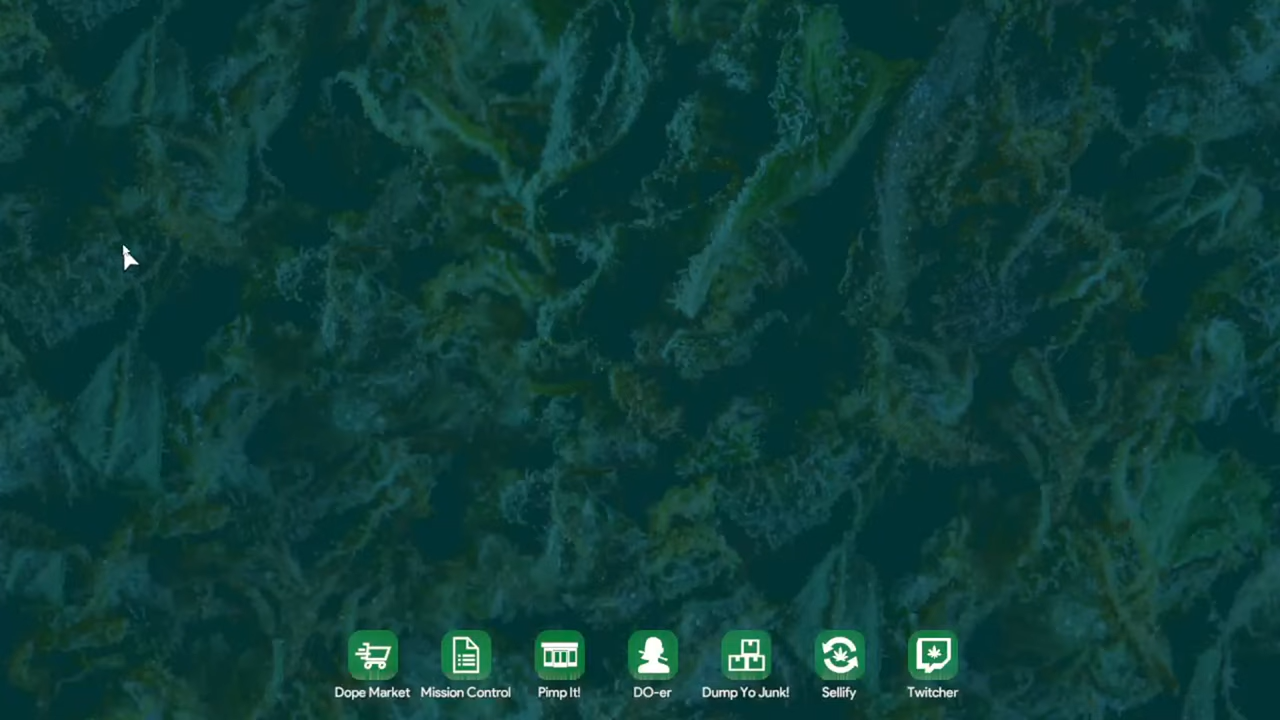 Dope Market
Mission Control
Pimp It!
DO-er
Dump Yo Junk!
Sellify
Twitcher